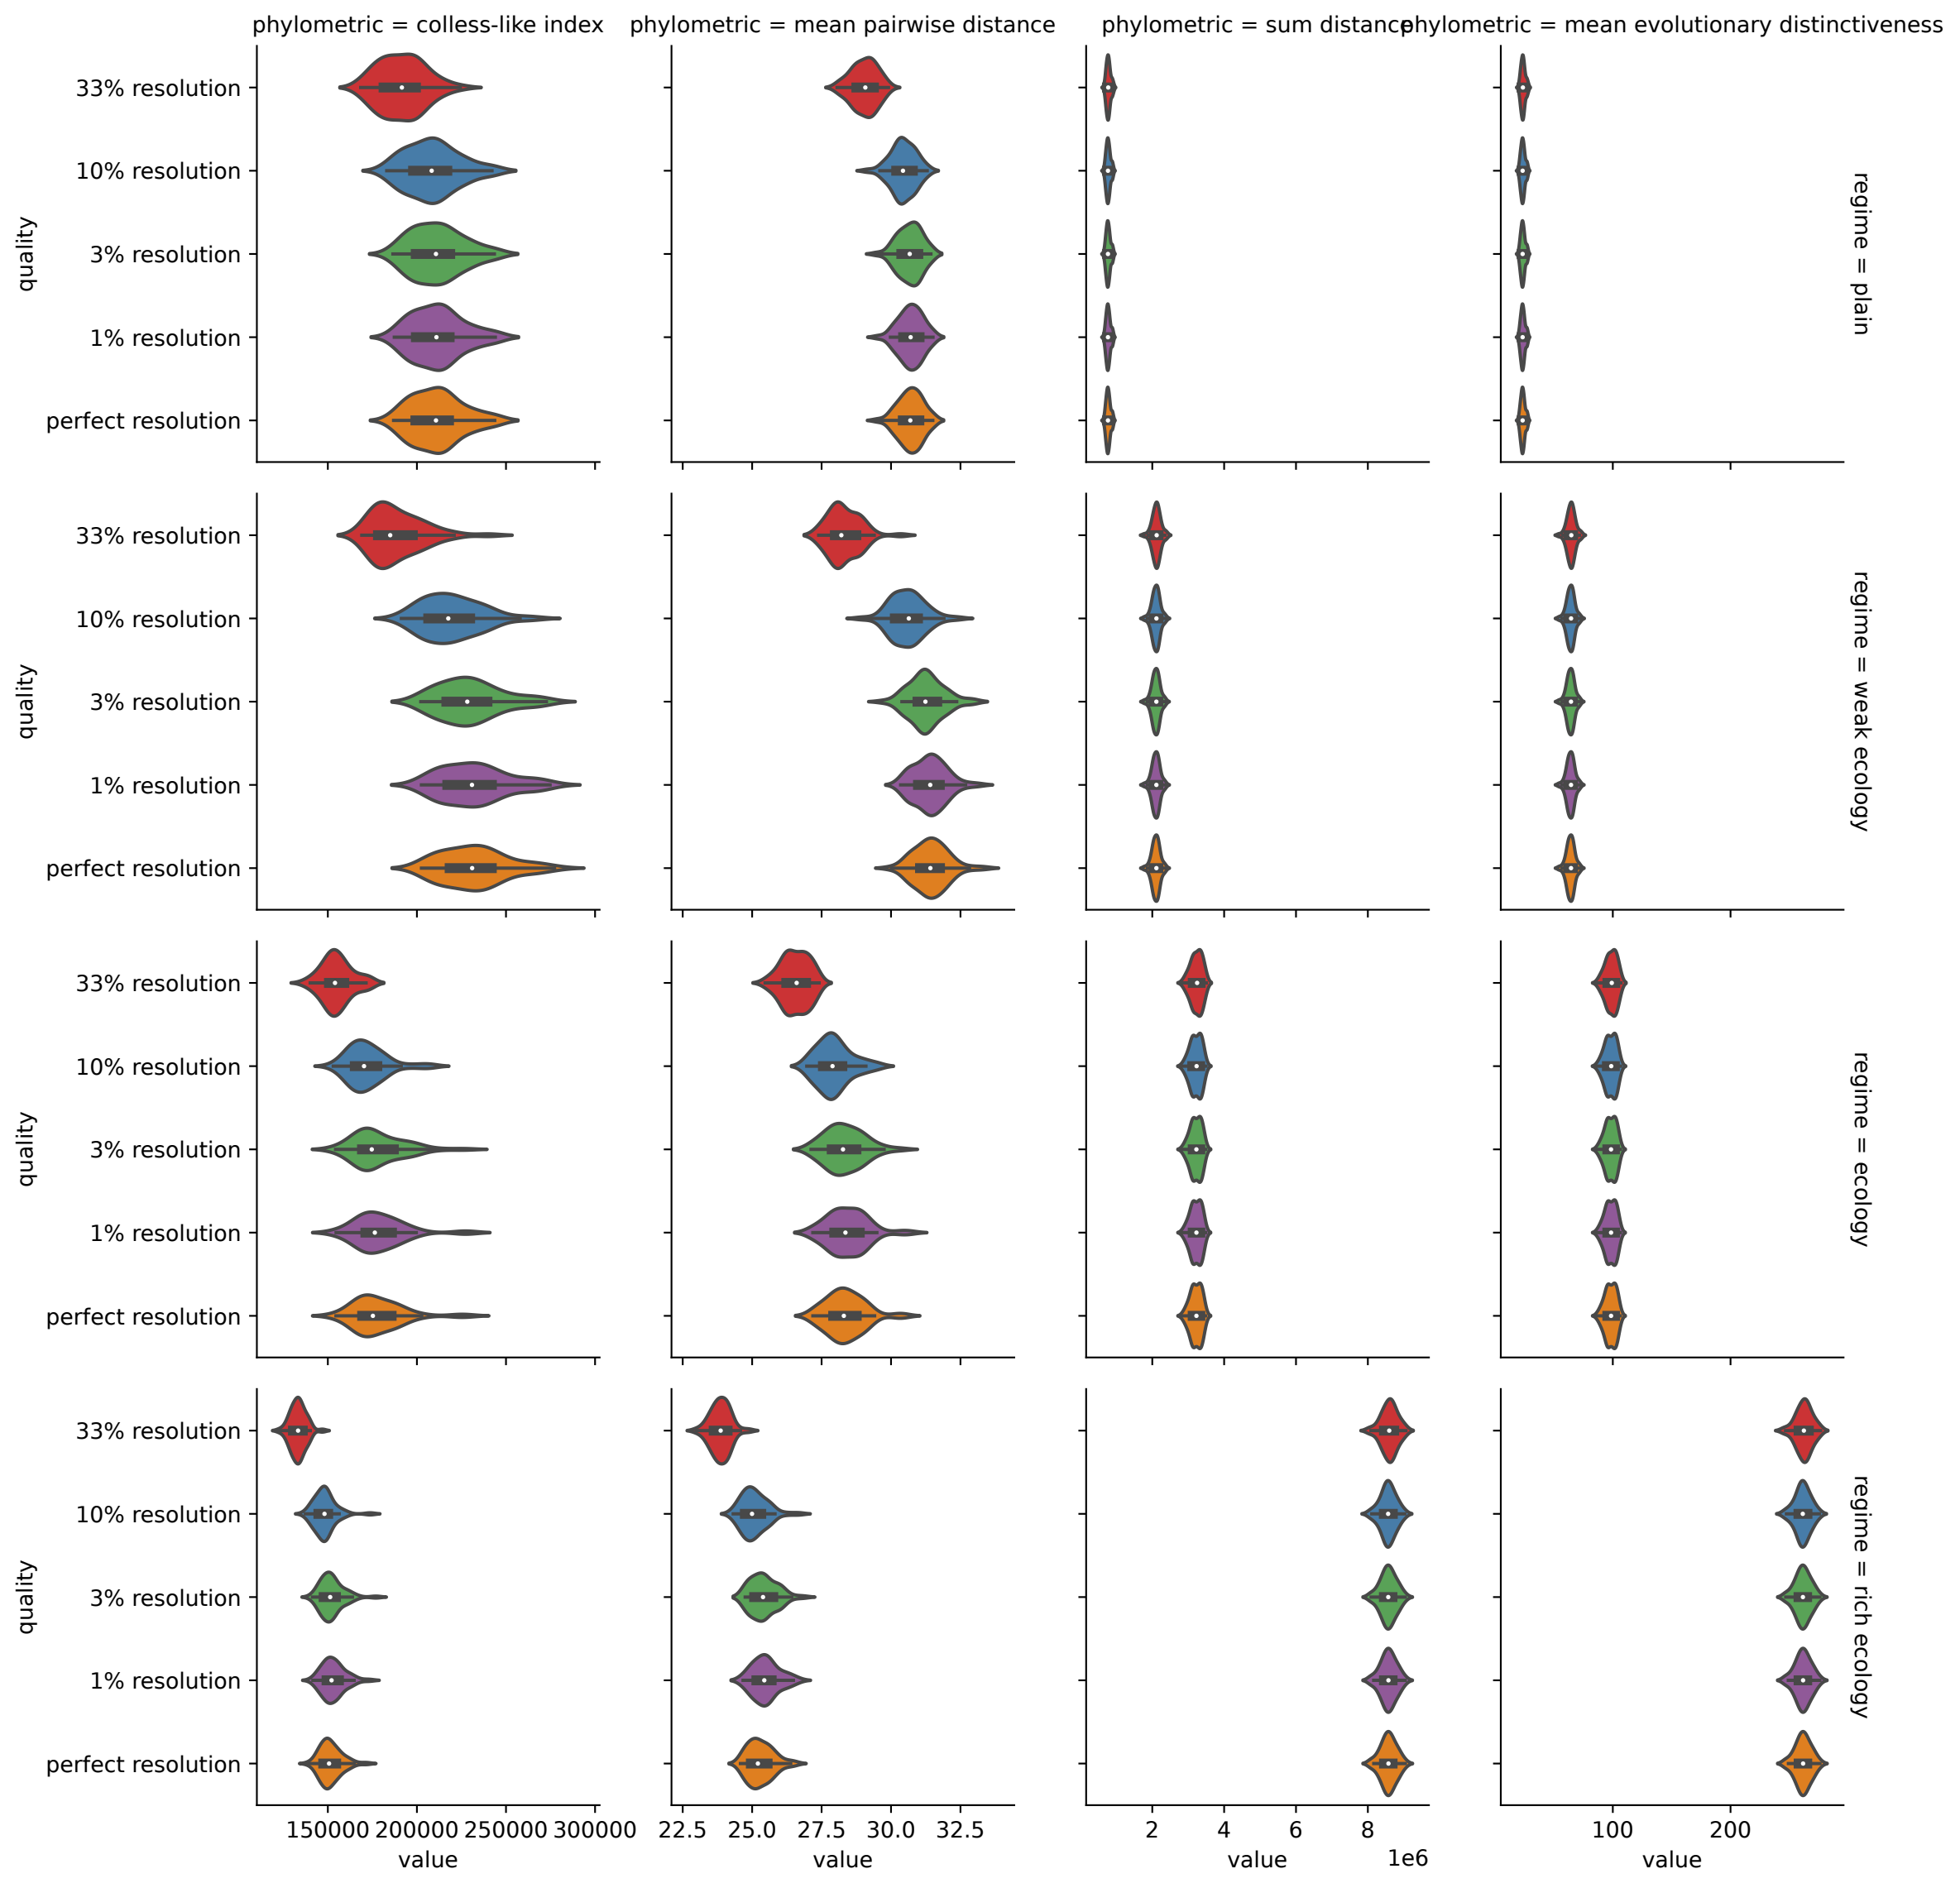 phylometric = colless-like index
phylometric = mean pairwise distance
phylometric = sum distance
phylometric = mean evolutionary distinctiveness
quality
33% resolution
10% resolution
3% resolution
1% resolution
perfect resolution
regime = plain
quality
33% resolution
10% resolution
3% resolution
1% resolution
perfect resolution
regime = weak ecology
quality
33% resolution
10% resolution
3% resolution
1% resolution
perfect resolution
regime = ecology
quality
33% resolution
10% resolution
3% resolution
1% resolution
perfect resolution
regime = rich ecology
150000 200000 250000 300000
value
22.5 25.0 27.5 30.0 32.5
value
2 4 6 8
1e6
value
100 200
value